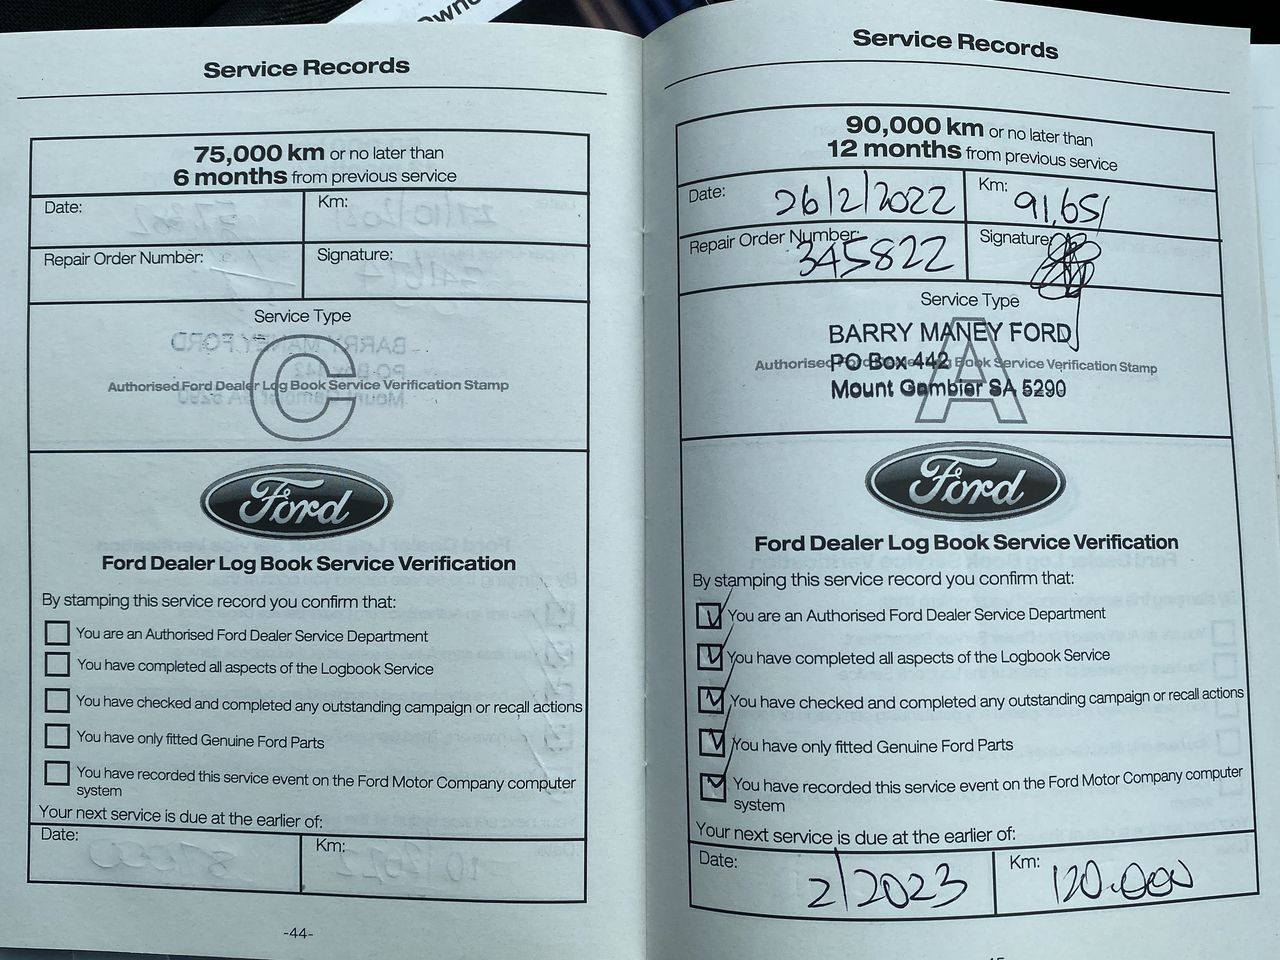 Owne
Service Records
75,000 km or no later than
6 months from previous service
Date:
Km:
Repair Order Number:
Signature:
Service Type
C
Authorised Ford Dealer Log Book Service Verification Stamp
Ford
Ford Dealer Log Book Service Verification
By stamping this service record you confirm that:
You are an Authorised Ford Dealer Service Department
You have completed all aspects of the Logbook Service
You have checked and completed any outstanding campaign or recall actions
You have only fitted Genuine Ford Parts
You have recorded this service event on the Ford Motor Company computer
system
Your next service is due at the earlier of:
Date:
Km:
-44-
Service Records
90,000 km or no later than
12 months from previous service
Date: 26/2/2022
Km: 91,651
Repair Order Number: 345822
Signature:
Service Type
A
BARRY MANEY FORD
PO Box 442
Authorised Ford Dealer Log Book Service Verification Stamp
Mount Gambier SA 5290
Ford
Ford Dealer Log Book Service Verification
By stamping this service record you confirm that:
You are an Authorised Ford Dealer Service Department
You have completed all aspects of the Logbook Service
You have checked and completed any outstanding campaign or recall actions
You have only fitted Genuine Ford Parts
You have recorded this service event on the Ford Motor Company computer
system
Your next service is due at the earlier of:
Date: 2/2023
Km: 120.000